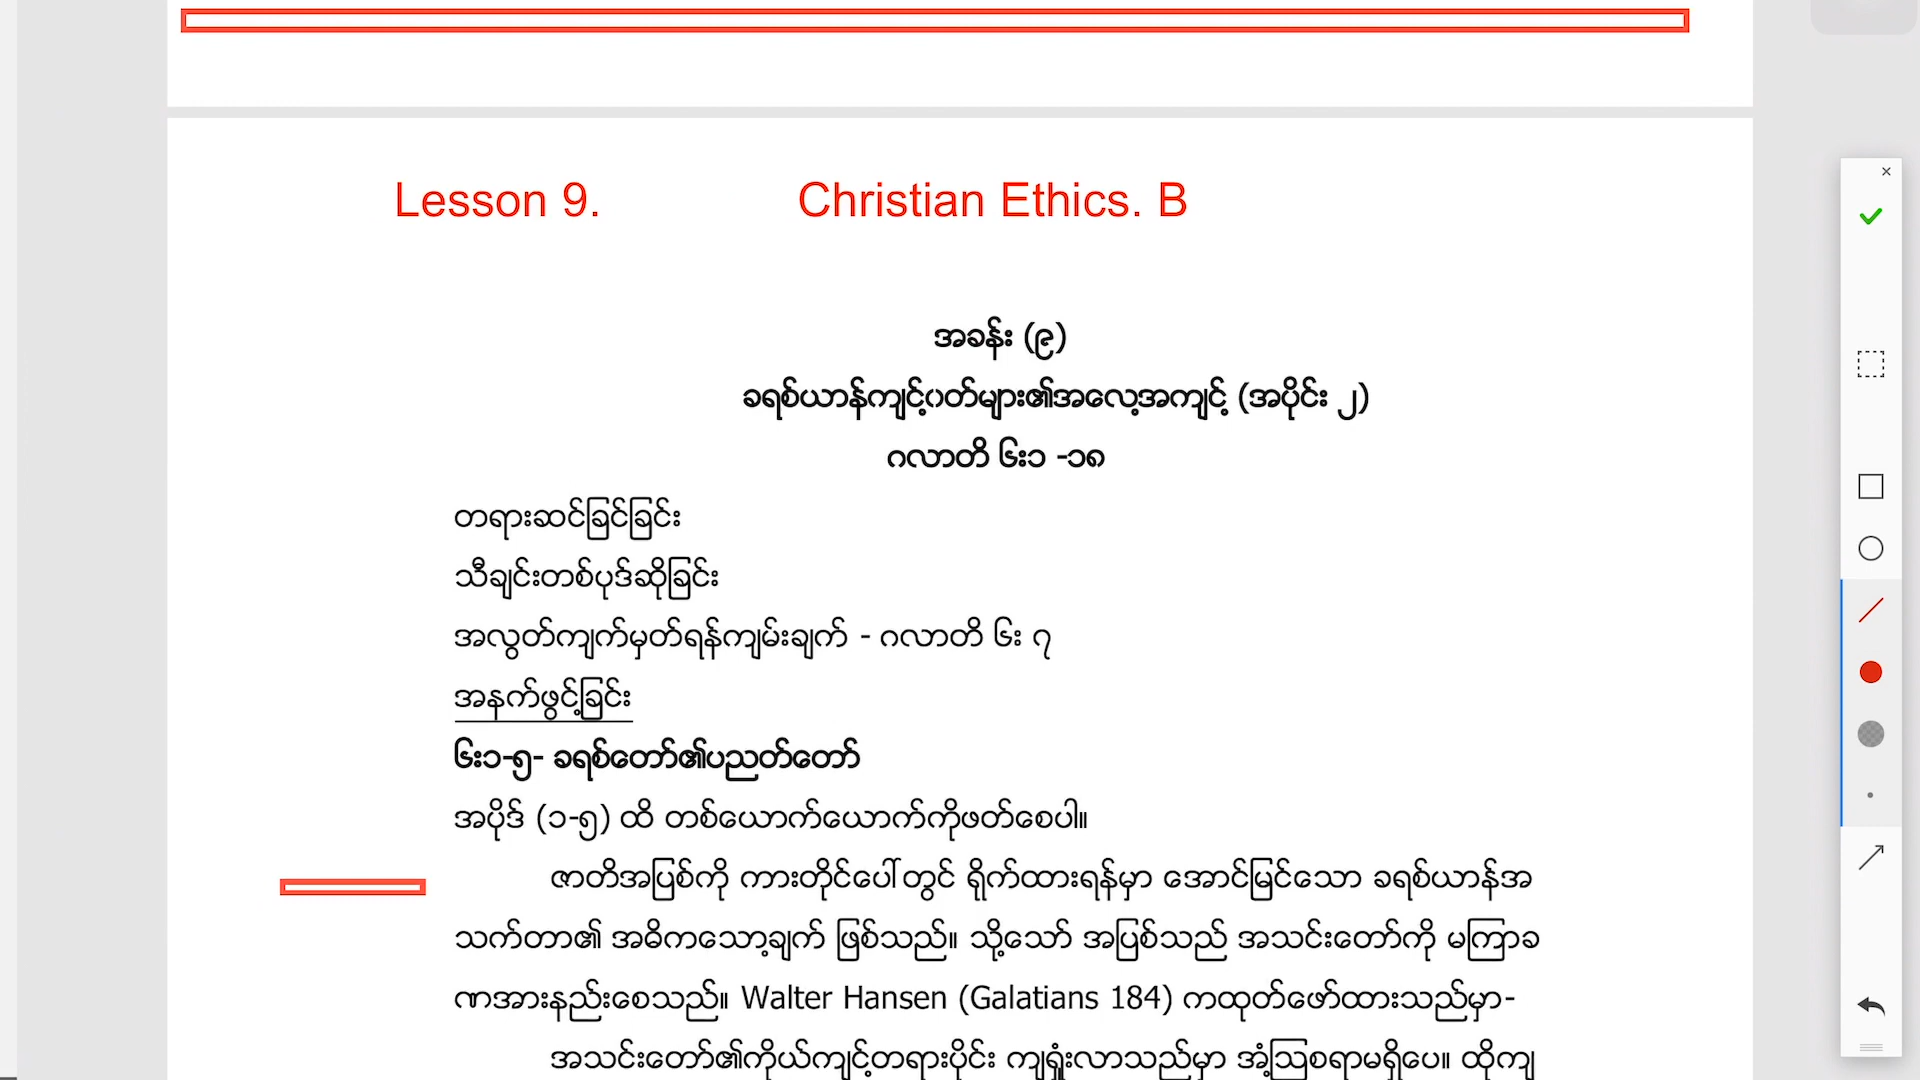 Lesson 9. Christian Ethics. B
အခန်း (၉)
ခရစ်ယာန်ကျင့်ဝတ်များ၏အလေ့အကျင့် (အပိုင်း ၂)
ဂလာတိ ၆း၁ -၁၈
တရားဆင်ခြင်ခြင်း
သီချင်းတစ်ပုဒ်ဆိုခြင်း
အလွတ်ကျက်မှတ်ရန်ကျမ်းချက် - ဂလာတိ ၆း ၇
အနက်ဖွင့်ခြင်း
၆း၁-၅- ခရစ်တော်၏ပညတ်တော်
အပိုဒ် (၁-၅) ထိ တစ်ယောက်ယောက်ကိုဖတ်စေပါ။
ဇာတိအပြစ်ကို ကားတိုင်ပေါ်တွင် ရိုက်ထားရန်မှာ အောင်မြင်သော ခရစ်ယာန်အ
သက်တာ၏ အဓိကသော့ချက် ဖြစ်သည်။ သို့သော် အပြစ်သည် အသင်းတော်ကို မကြာခ
ဏအားနည်းစေသည်။ Walter Hansen (Galatians 184) ကထုတ်ဖော်ထားသည်မှာ-
အသင်းတော်၏ကိုယ်ကျင့်တရားပိုင်း ကျရှုံးလာသည်မှာ အံ့ဩစရာမရှိပေ။ ထိုကျ